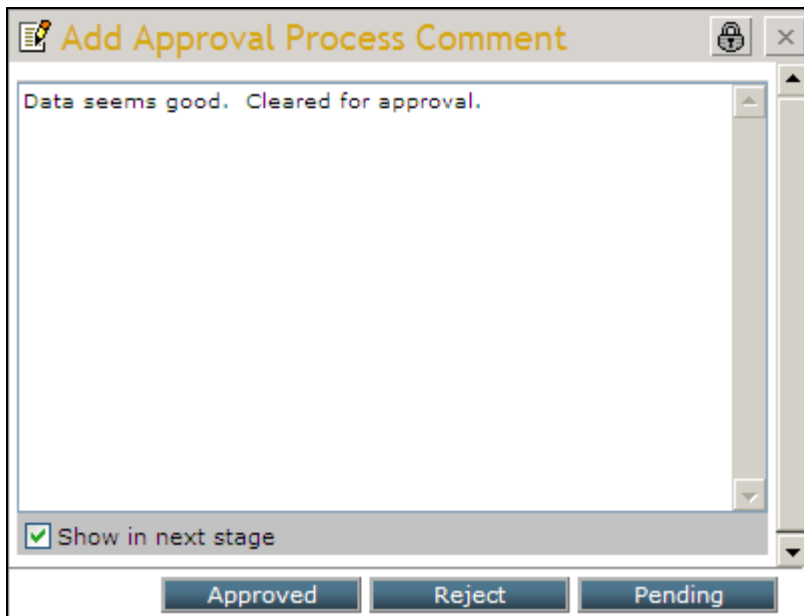 Add Approval Process Comment
Data seems good.  Cleared for approval.
Show in next stage
Approved Reject Pending